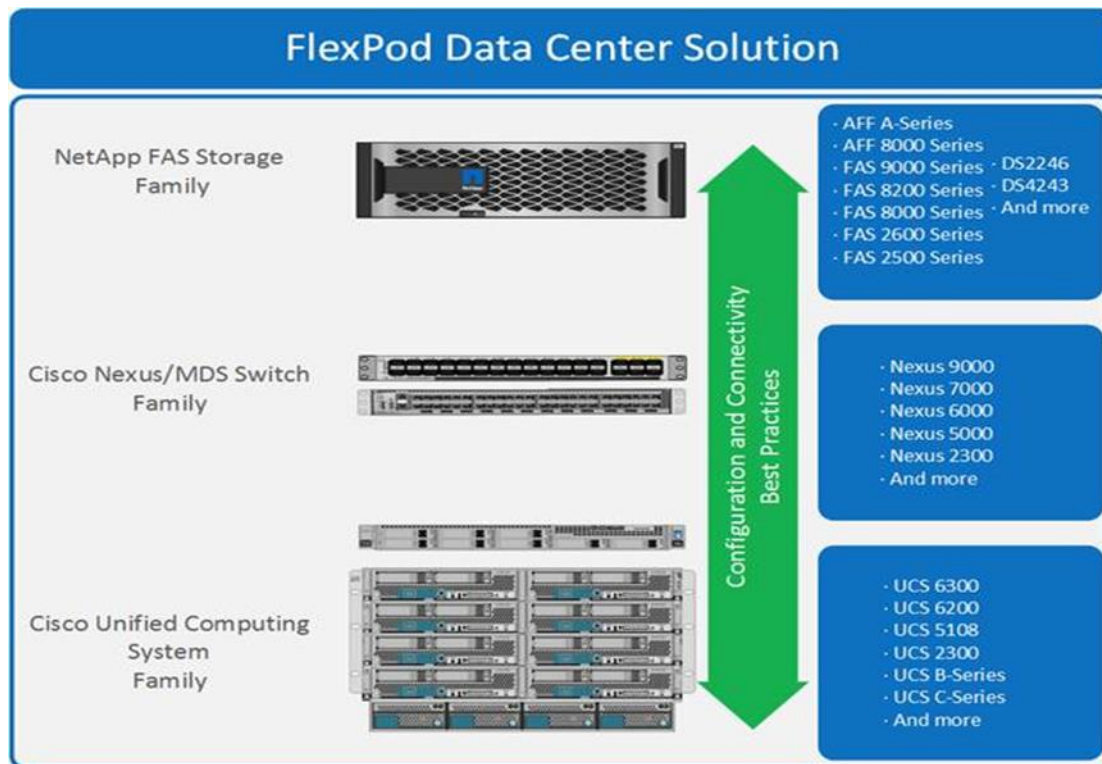 FlexPod Data Center Solution
NetApp FAS Storage
Family
· AFF A-Series
· AFF 8000 Series
· FAS 9000 Series
· FAS 8200 Series
· FAS 8000 Series
· FAS 2600 Series
· FAS 2500 Series
· DS2246
· DS4243
· And more
Configuration and Connectivity
Best Practices
Cisco Nexus/MDS Switch
Family
· Nexus 9000
· Nexus 7000
· Nexus 6000
· Nexus 5000
· Nexus 2300
· And more
Cisco Unified Computing
System
Family
· UCS 6300
· UCS 6200
· UCS 5108
· UCS 2300
· UCS B-Series
· UCS C-Series
· And more